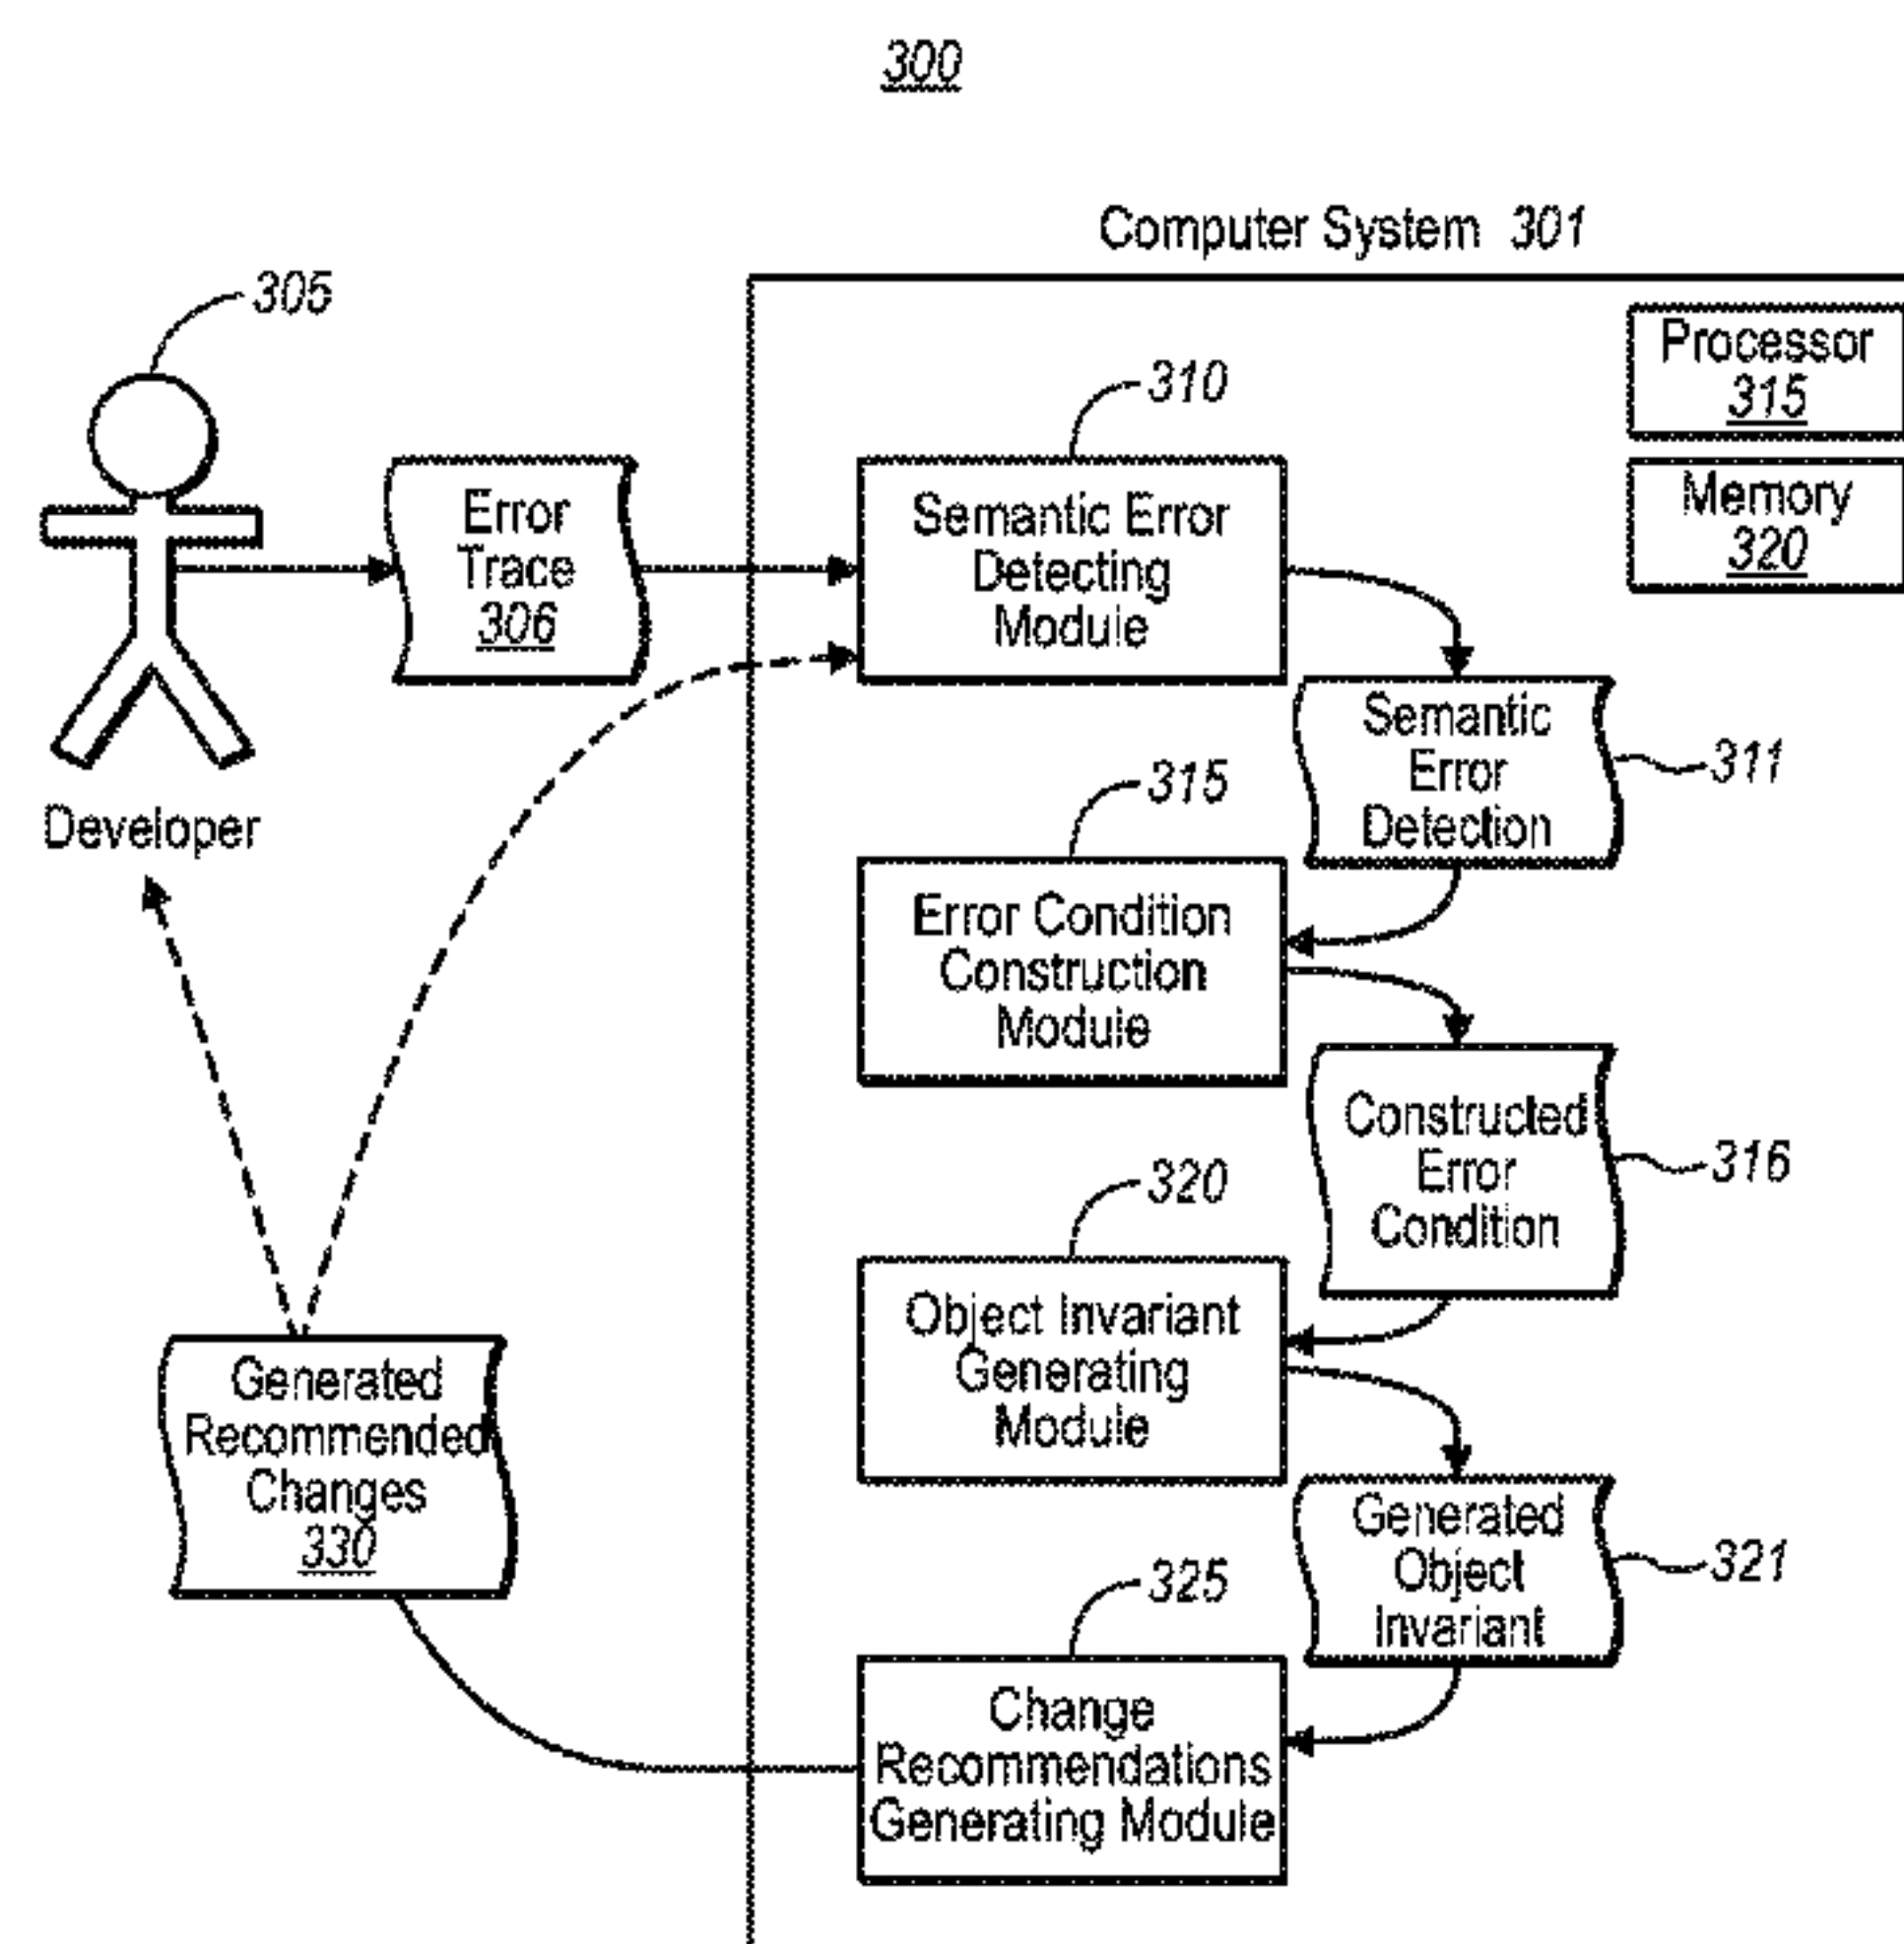 300
Computer System 301
305
Processor
315
310
Error
Trace
306
Semantic Error
Detecting
Module
Memory
320
Developer
Semantic
Error
Detection
311
315
Error Condition
Construction
Module
Constructed
Error
Condition
316
320
Object Invariant
Generating
Module
Generated
Recommended
Changes
330
Generated
Object
Invariant
321
325
Change
Recommendations
Generating Module